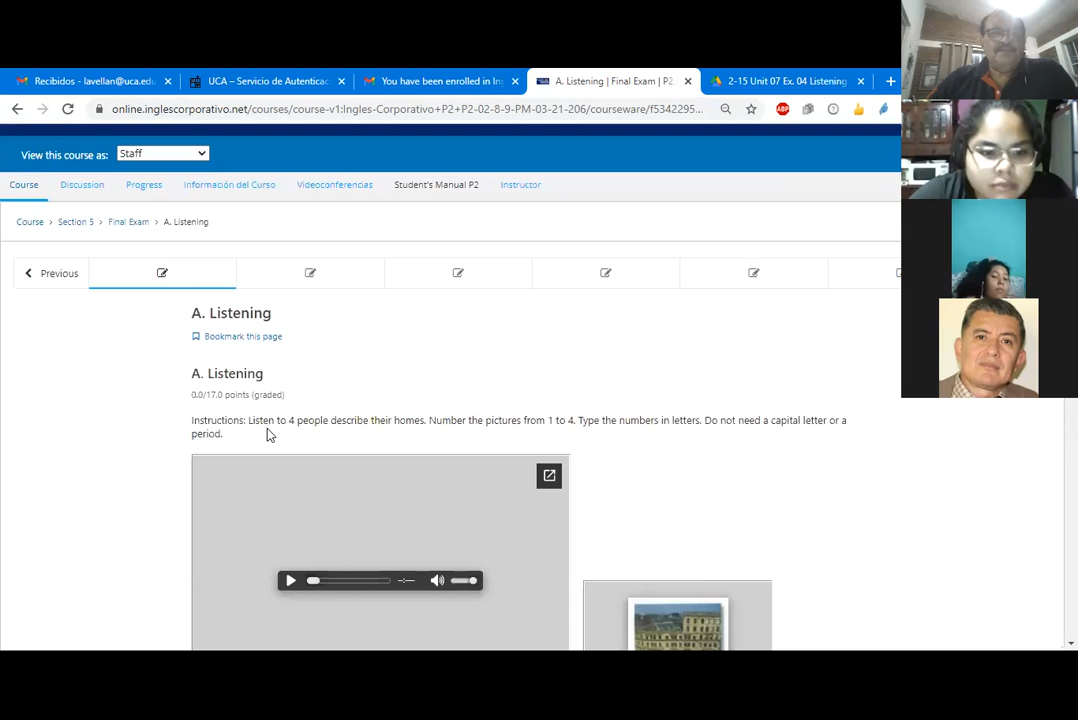 Recibidos - lavellan@uca.edu
UCA – Servicio de Autenticac
You have been enrolled in In
A. Listening | Final Exam | P2
2-15 Unit 07 Ex. 04 Listening
online.inglescorporativo.net/courses/course-v1:Ingles-Corporativo+P2+P2-02-8-9-PM-03-21-206/courseware/f5342295...
ABP
View this course as: Staff
Course Discussion Progress Información del Curso Videoconferencias Student's Manual P2 Instructor
Course > Section 5 > Final Exam > A. Listening
Previous
A. Listening
Bookmark this page
A. Listening
0.0/17.0 points (graded)
Instructions: Listen to 4 people describe their homes. Number the pictures from 1 to 4. Type the numbers in letters. Do not need a capital letter or a
period.